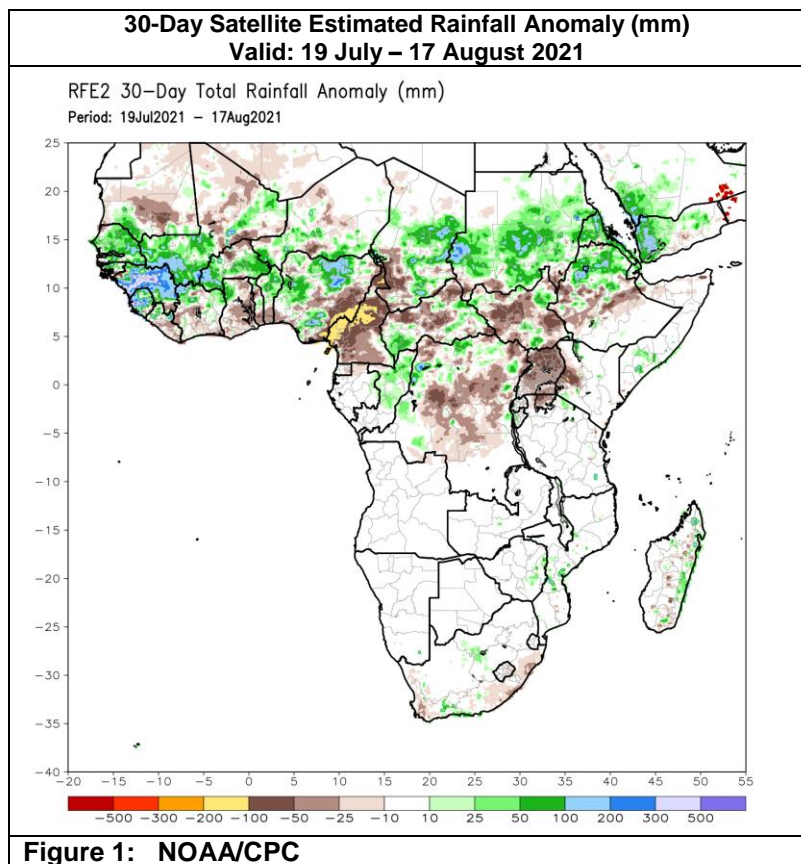 30-Day Satellite Estimated Rainfall Anomaly (mm)
Valid: 19 July – 17 August 2021
RFE2 30-Day Total Rainfall Anomaly (mm)
Period: 19Jul2021 – 17Aug2021
25
20
15
10
5
0
-5
-10
-15
-20
-25
-30
-35
-40
-20 -15 -10 -5 0 5 10 15 20 25 30 35 40 45 50 55
-500 -300 -200 -100 -50 -25 -10 10 25 50 100 200 300 500
Figure 1: NOAA/CPC